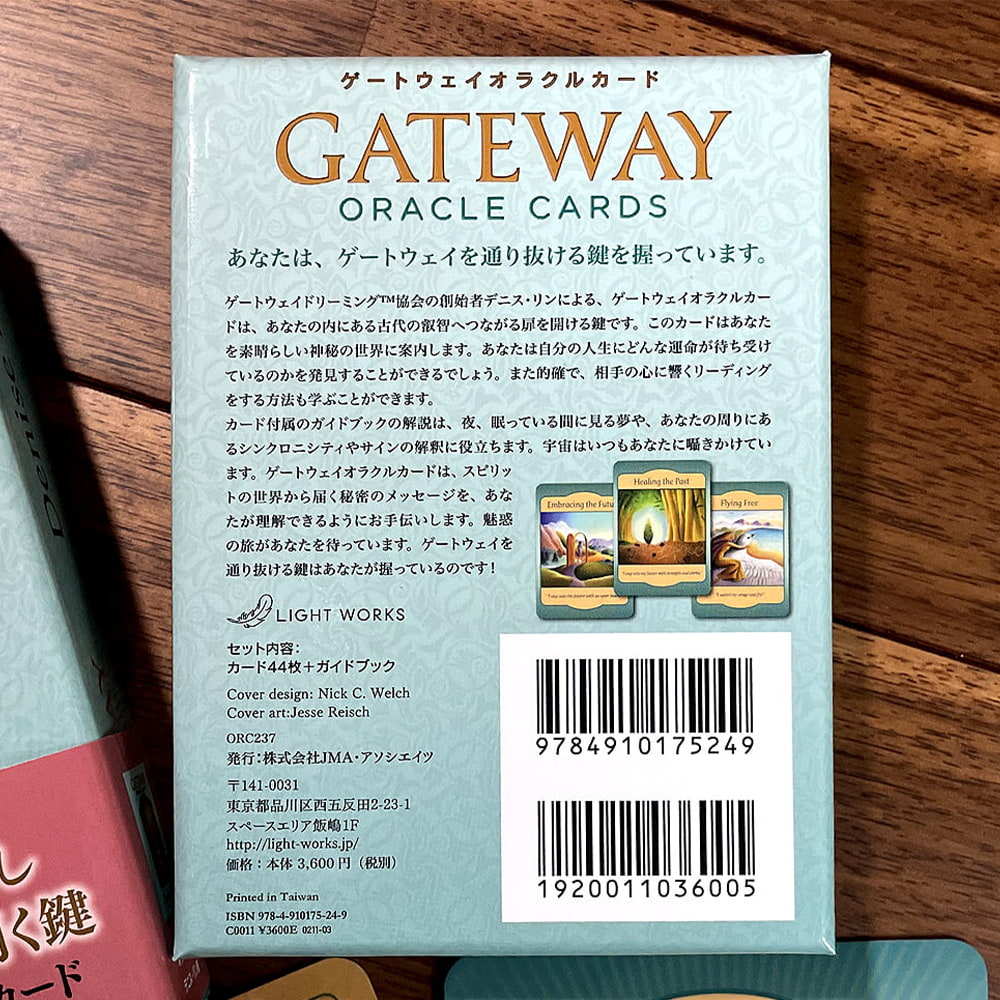 ゲートウェイオラクルカード
GATEWAY
ORACLE CARDS
あなたは、ゲートウェイを通り抜ける鍵を握っています。
ゲートウェイドリーミング™協会の創始者デニス・リンによる、ゲートウェイオラクルカー
ドは、あなたの内にある古代の叡智へつながる扉を開ける鍵です。このカードはあなた
を素晴らしい神秘の世界に案内します。あなたは自分の人生にどんな運命が待ち受け
ているのかを発見することができるでしょう。また的確で、相手の心に響くリーディング
をする方法も学ぶことができます。
カード付属のガイドブックの解説は、夜、眠っている間に見る夢や、あなたの周りにあ
るシンクロニシティやサインの解釈に役立ちます。宇宙はいつもあなたに囁きかけてい
ます。ゲートウェイオラクルカードは、スピリッ
トの世界から届く秘密のメッセージを、あな
たが理解できるようにお手伝いします。魅惑
の旅があなたを待っています。ゲートウェイを
通り抜ける鍵はあなたが握っているのです!
Embracing the Futu
Healing the Past
Flying Free
LIGHT WORKS
セット内容:
カード44枚+ガイドブック
Cover design: Nick C. Welch
Cover art:Jesse Reisch
ORC237
発行:株式会社JMA・アソシエイツ
〒141-0031
東京都品川区西五反田2-23-1
スペースエリア飯嶋1F
http://light-works.jp/
価格:本体 3,600円(税別)
Printed in Taiwan
ISBN 978-4-910175-24-9
C0011 ¥3600E 0211-03
9784910175249
1920011036005
Denise
し
く鍵
カード